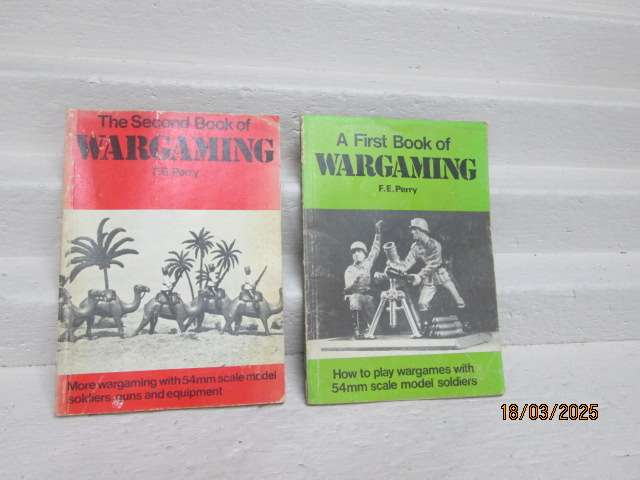 The Second Book of
WARGAMING
F.E. Perry
More wargaming with 54mm scale model
soldiers, guns and equipment
A First Book of
WARGAMING
F.E. Perry
How to play wargames with
54mm scale model soldiers
18/03/2025